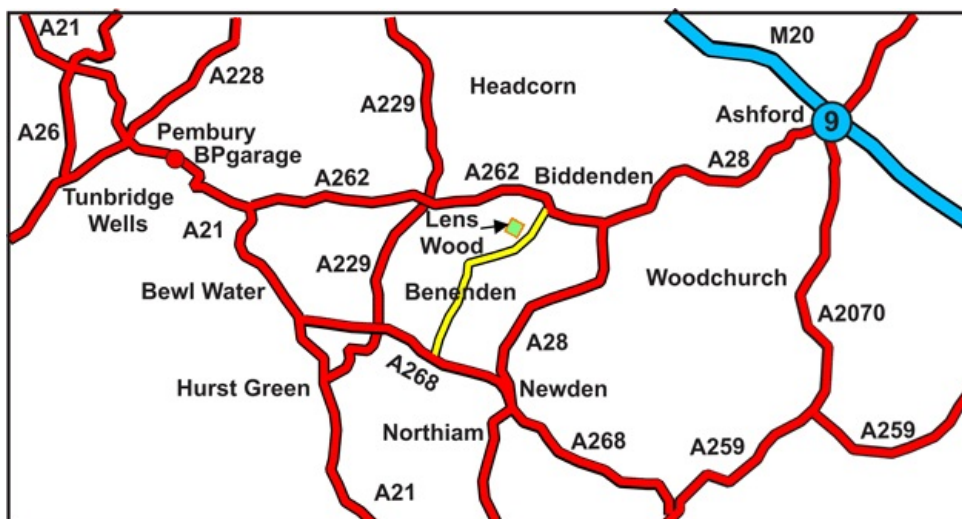 A21
M20
A228
Headcorn
A229
Ashford
9
A26
Pembury
BPgarage
A28
A262
A262
Biddenden
Tunbridge
Wells
A21
Lens
Wood
A229
Woodchurch
Bewl Water
Benenden
A2070
A28
A268
Hurst Green
Newden
Northiam
A268
A259
A259
A21